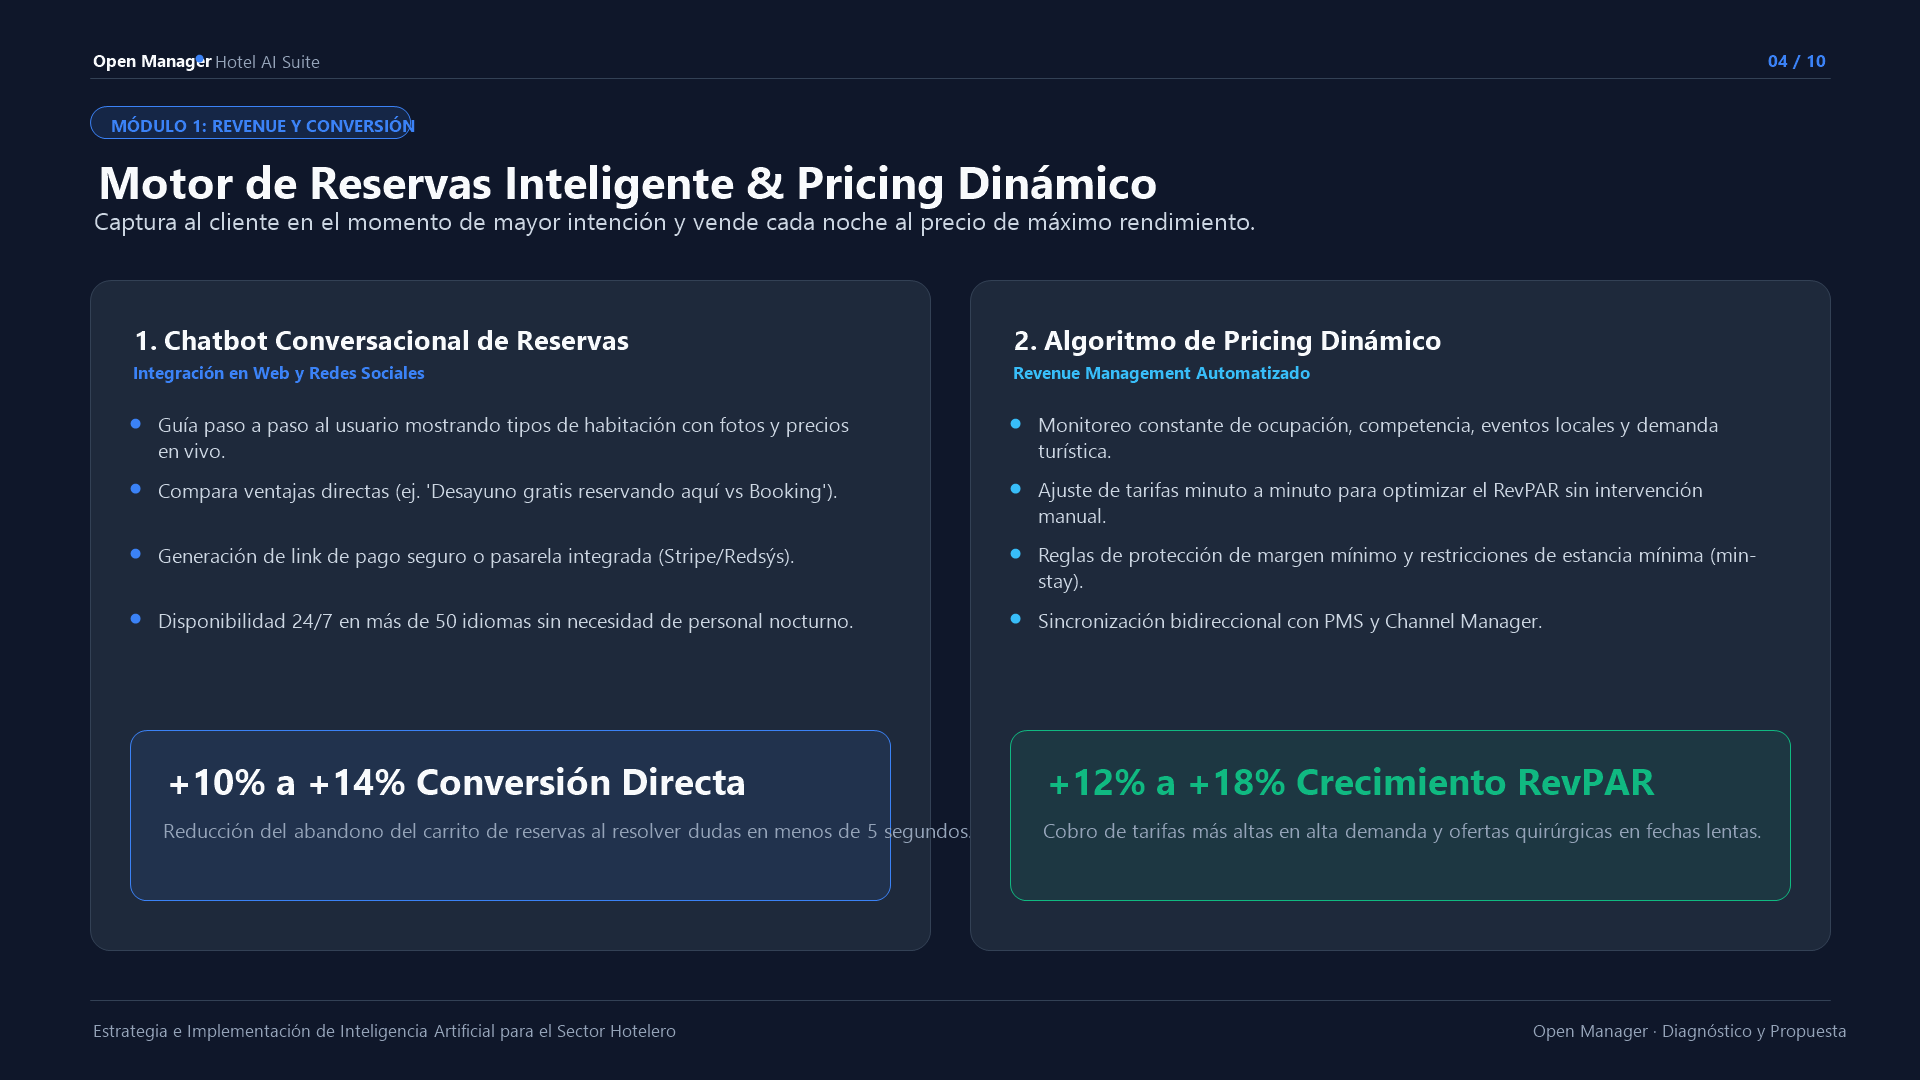 Open Manager Hotel AI Suite
04 / 10
MÓDULO 1: REVENUE Y CONVERSIÓN
Motor de Reservas Inteligente & Pricing Dinámico
Captura al cliente en el momento de mayor intención y vende cada noche al precio de máximo rendimiento.
1. Chatbot Conversacional de Reservas
Integración en Web y Redes Sociales
Guía paso a paso al usuario mostrando tipos de habitación con fotos y precios
en vivo.
Compara ventajas directas (ej. 'Desayuno gratis reservando aquí vs Booking').
Generación de link de pago seguro o pasarela integrada (Stripe/Redsýs).
Disponibilidad 24/7 en más de 50 idiomas sin necesidad de personal nocturno.
+10% a +14% Conversión Directa
Reducción del abandono del carrito de reservas al resolver dudas en menos de 5 segundos.
2. Algoritmo de Pricing Dinámico
Revenue Management Automatizado
Monitoreo constante de ocupación, competencia, eventos locales y demanda
turística.
Ajuste de tarifas minuto a minuto para optimizar el RevPAR sin intervención
manual.
Reglas de protección de margen mínimo y restricciones de estancia mínima (min-
stay).
Sincronización bidireccional con PMS y Channel Manager.
+12% a +18% Crecimiento RevPAR
Cobro de tarifas más altas en alta demanda y ofertas quirúrgicas en fechas lentas.
Estrategia e Implementación de Inteligencia Artificial para el Sector Hotelero
Open Manager · Diagnóstico y Propuesta